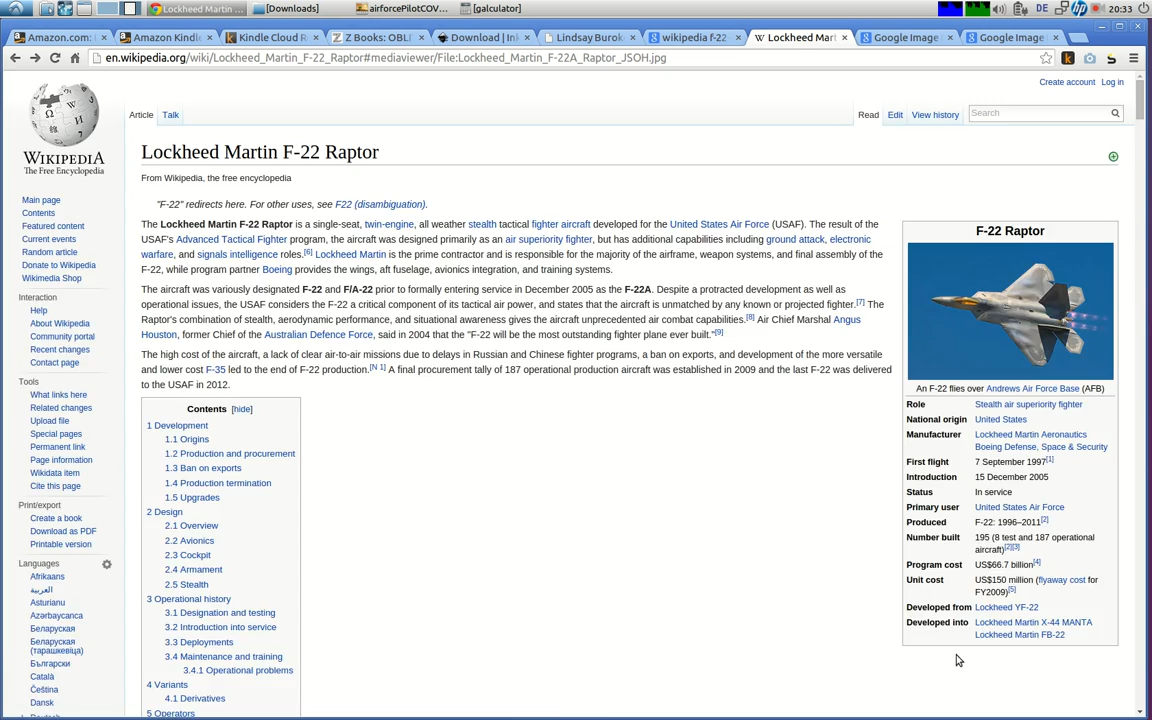 Lockheed Martin ...
[Downloads]
airforcePilotCOV...
[galculator]
DE
20:33
Amazon.com:
Amazon Kindl
Kindle Cloud R
Z Books: OBLI
Download | Ink
Lindsay Burok
wikipedia f-22
Lockheed Mart
Google Image
Google Image
en.wikipedia.org/wiki/Lockheed_Martin_F-22_Raptor#mediaviewer/File:Lockheed_Martin_F-22A_Raptor_JSOH.jpg
Create account Log in
WIKIPEDIA
The Free Encyclopedia
Article Talk
Read Edit View history
Search
Main page
Contents
Featured content
Current events
Random article
Donate to Wikipedia
Wikimedia Shop
Interaction
Help
About Wikipedia
Community portal
Recent changes
Contact page
Tools
What links here
Related changes
Upload file
Special pages
Permanent link
Page information
Wikidata item
Cite this page
Print/export
Create a book
Download as PDF
Printable version
Languages
Afrikaans
العربية
Asturianu
Azərbaycanca
Беларуская
Беларуская
(тарашкевіца)
Български
Català
Čeština
Dansk
Lockheed Martin F-22 Raptor
From Wikipedia, the free encyclopedia
"F-22" redirects here. For other uses, see F22 (disambiguation).
The Lockheed Martin F-22 Raptor is a single-seat, twin-engine, all weather stealth tactical fighter aircraft developed for the United States Air Force (USAF). The result of the
USAF's Advanced Tactical Fighter program, the aircraft was designed primarily as an air superiority fighter, but has additional capabilities including ground attack, electronic
warfare, and signals intelligence roles.[6] Lockheed Martin is the prime contractor and is responsible for the majority of the airframe, weapon systems, and final assembly of the
F-22, while program partner Boeing provides the wings, aft fuselage, avionics integration, and training systems.
The aircraft was variously designated F-22 and F/A-22 prior to formally entering service in December 2005 as the F-22A. Despite a protracted development as well as
operational issues, the USAF considers the F-22 a critical component of its tactical air power, and states that the aircraft is unmatched by any known or projected fighter.[7] The
Raptor's combination of stealth, aerodynamic performance, and situational awareness gives the aircraft unprecedented air combat capabilities.[8] Air Chief Marshal Angus
Houston, former Chief of the Australian Defence Force, said in 2004 that the "F-22 will be the most outstanding fighter plane ever built."[9]
The high cost of the aircraft, a lack of clear air-to-air missions due to delays in Russian and Chinese fighter programs, a ban on exports, and development of the more versatile
and lower cost F-35 led to the end of F-22 production.[N 1] A final procurement tally of 187 operational production aircraft was established in 2009 and the last F-22 was delivered
to the USAF in 2012.
Contents [hide]
1 Development
1.1 Origins
1.2 Production and procurement
1.3 Ban on exports
1.4 Production termination
1.5 Upgrades
2 Design
2.1 Overview
2.2 Avionics
2.3 Cockpit
2.4 Armament
2.5 Stealth
3 Operational history
3.1 Designation and testing
3.2 Introduction into service
3.3 Deployments
3.4 Maintenance and training
3.4.1 Operational problems
4 Variants
4.1 Derivatives
5 Operators
F-22 Raptor
An F-22 flies over Andrews Air Force Base (AFB)
Role Stealth air superiority fighter
National origin United States
Manufacturer Lockheed Martin Aeronautics
Boeing Defense, Space & Security
First flight 7 September 1997[1]
Introduction 15 December 2005
Status In service
Primary user United States Air Force
Produced F-22: 1996–2011[2]
Number built 195 (8 test and 187 operational
aircraft)[2][3]
Program cost US$66.7 billion[4]
Unit cost US$150 million (flyaway cost for
FY2009)[5]
Developed from Lockheed YF-22
Developed into Lockheed Martin X-44 MANTA
Lockheed Martin FB-22